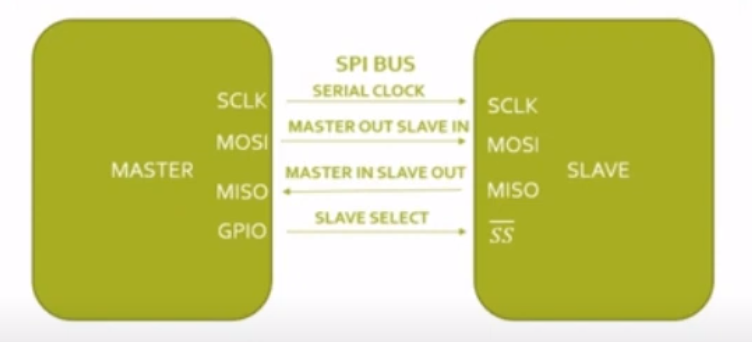 SPI BUS
SCLK SERIAL CLOCK SCLK
MOSI MASTER OUT SLAVE IN MOSI
MASTER SLAVE
MISO MASTER IN SLAVE OUT MISO
GPIO SLAVE SELECT S̅S̅